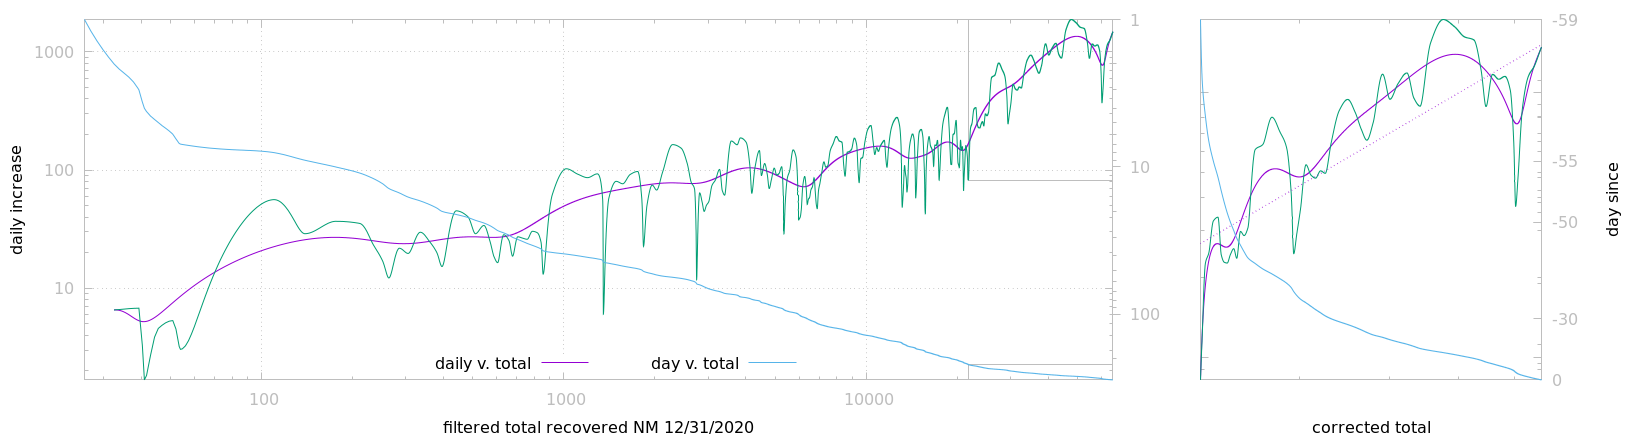 1000
100
10
daily increase
daily v. total
day v. total
100
1000
10000
filtered total recovered NM 12/31/2020
1
10
100
-59
-55
-50
-30
0
day since
corrected total